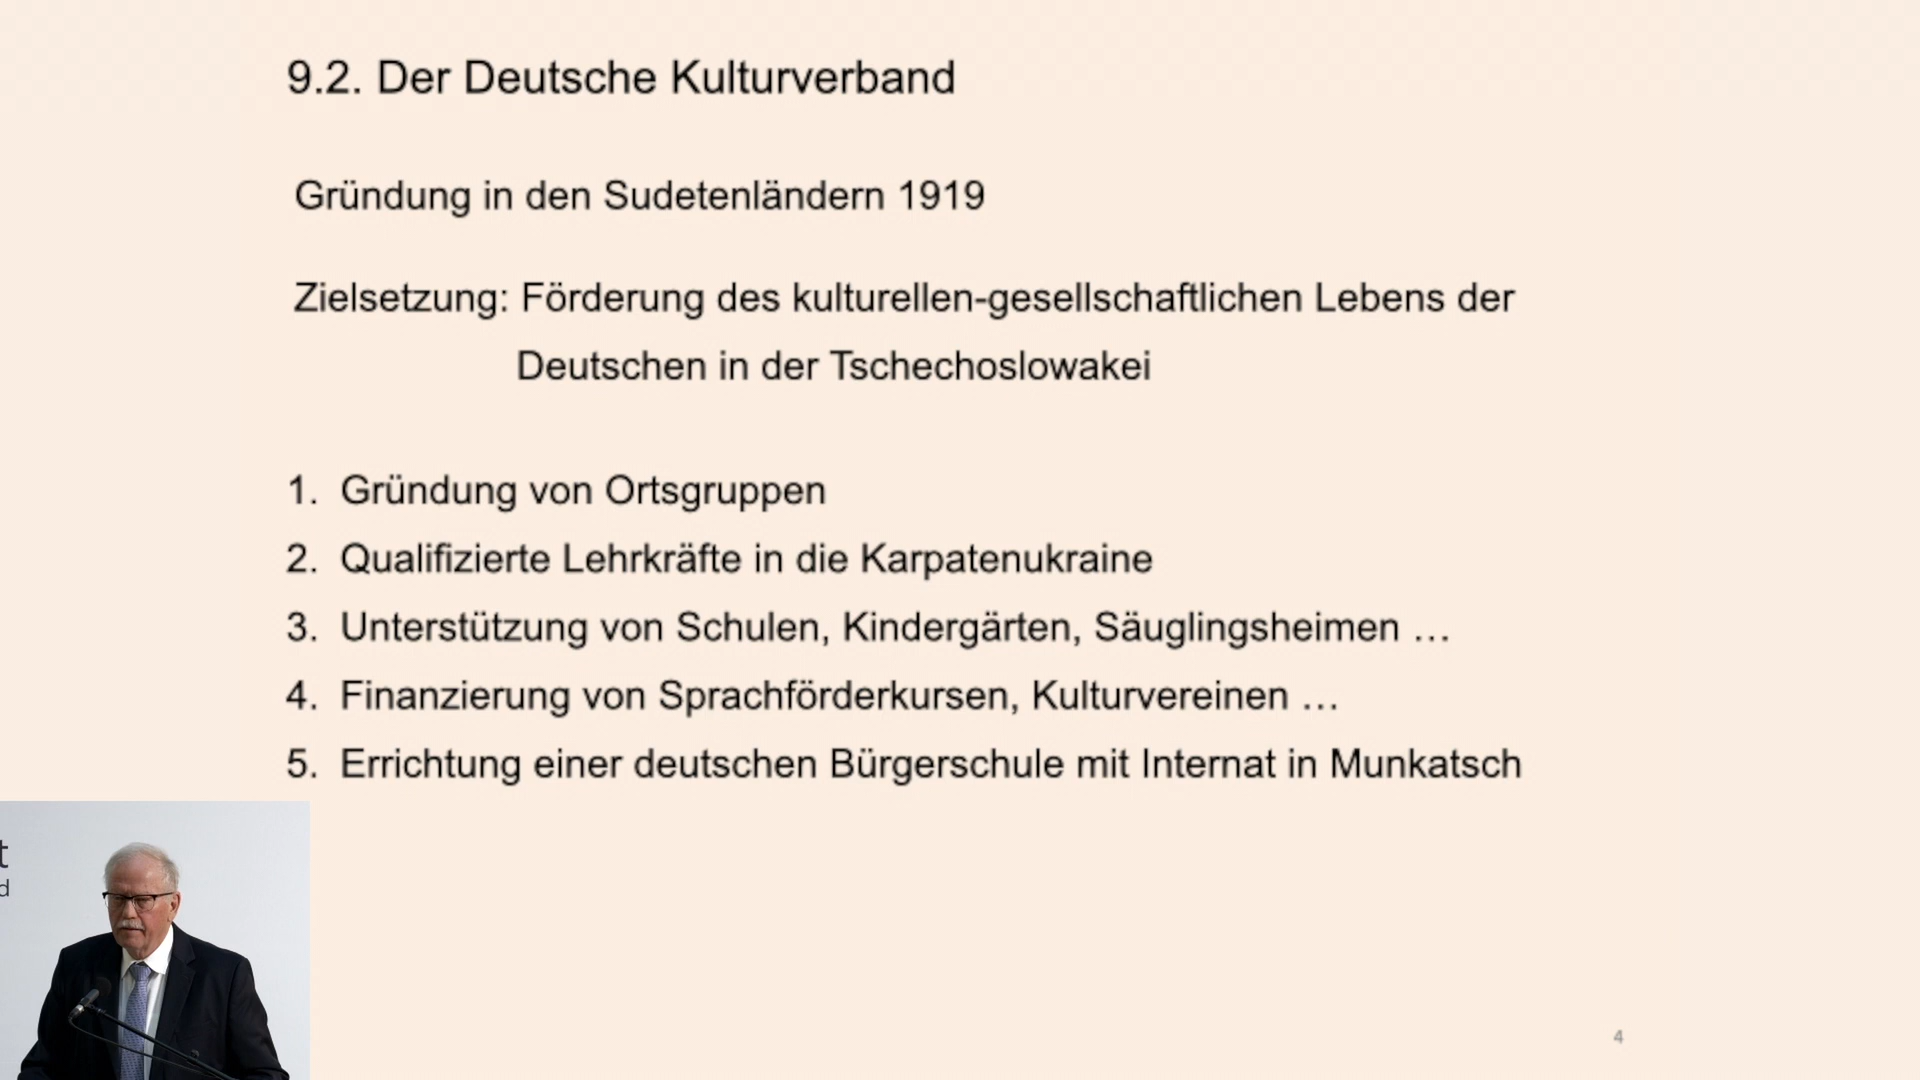 9.2. Der Deutsche Kulturverband
Gründung in den Sudetenländern 1919
Zielsetzung: Förderung des kulturellen-gesellschaftlichen Lebens der
Deutschen in der Tschechoslowakei
1. Gründung von Ortsgruppen
2. Qualifizierte Lehrkräfte in die Karpatenukraine
3. Unterstützung von Schulen, Kindergärten, Säuglingsheimen …
4. Finanzierung von Sprachförderkursen, Kulturvereinen …
5. Errichtung einer deutschen Bürgerschule mit Internat in Munkatsch
4